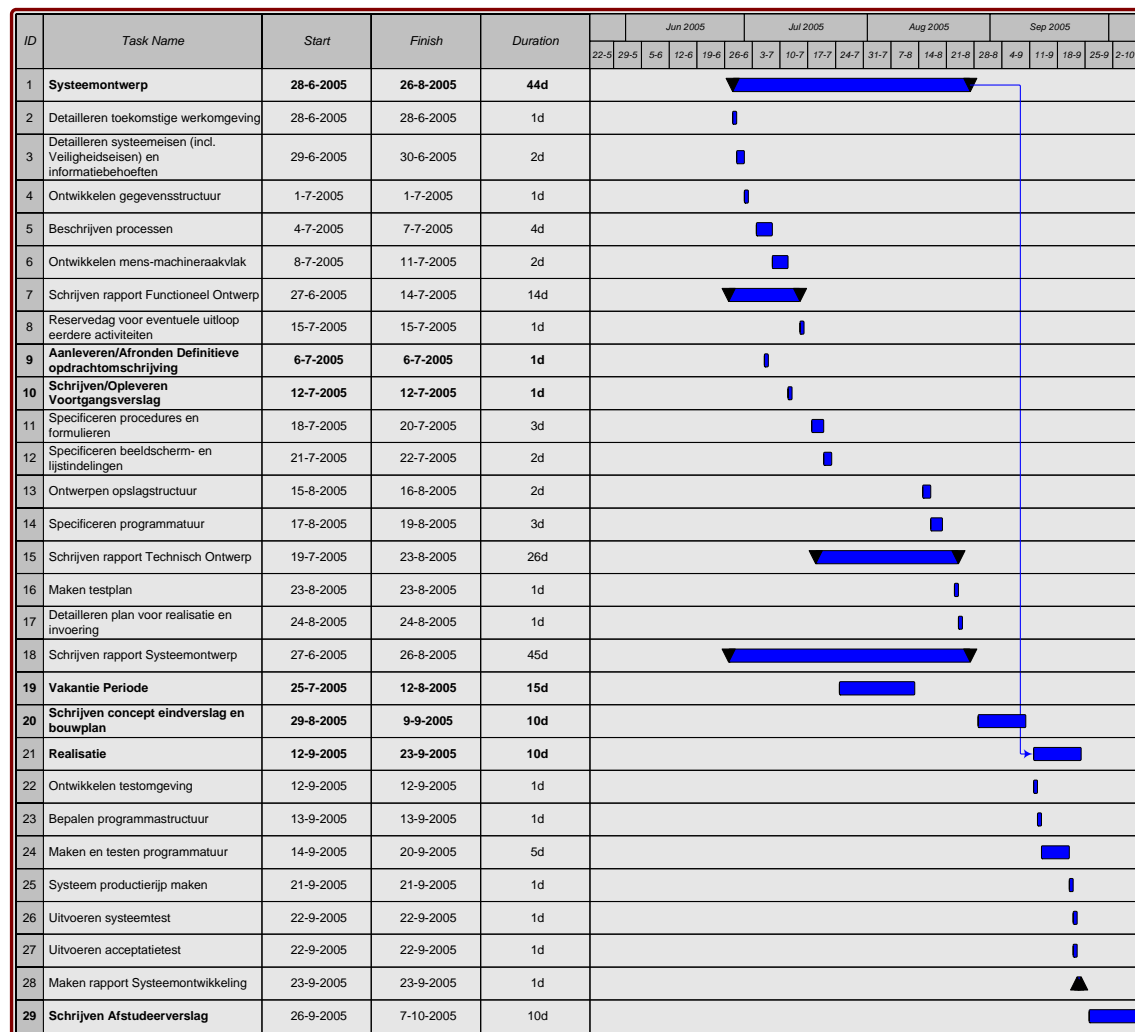 ID Task Name Start Finish Duration
Jun 2005 Jul 2005 Aug 2005 Sep 2005
22-5 29-5 5-6 12-6 19-6 26-6 3-7 10-7 17-7 24-7 31-7 7-8 14-8 21-8 28-8 4-9 11-9 18-9 25-9 2-10
1 Systeemontwerp 28-6-2005 26-8-2005 44d
2 Detailleren toekomstige werkomgeving 28-6-2005 28-6-2005 1d
3 Detailleren systeemeisen (incl.
Veiligheidseisen) en
informatiebehoeften
29-6-2005 30-6-2005 2d
4 Ontwikkelen gegevensstructuur 1-7-2005 1-7-2005 1d
5 Beschrijven processen 4-7-2005 7-7-2005 4d
6 Ontwikkelen mens-machineraakvlak 8-7-2005 11-7-2005 2d
7 Schrijven rapport Functioneel Ontwerp 27-6-2005 14-7-2005 14d
8 Reservedag voor eventuele uitloop
eerdere activiteiten
15-7-2005 15-7-2005 1d
9 Aanleveren/Afronden Definitieve
opdrachtomschrijving
6-7-2005 6-7-2005 1d
10 Schrijven/Opleveren
Voortgangsverslag
12-7-2005 12-7-2005 1d
11 Specificeren procedures en
formulieren
18-7-2005 20-7-2005 3d
12 Specificeren beeldscherm- en
lijstindelingen
21-7-2005 22-7-2005 2d
13 Ontwerpen opslagstructuur 15-8-2005 16-8-2005 2d
14 Specificeren programmatuur 17-8-2005 19-8-2005 3d
15 Schrijven rapport Technisch Ontwerp 19-7-2005 23-8-2005 26d
16 Maken testplan 23-8-2005 23-8-2005 1d
17 Detailleren plan voor realisatie en
invoering
24-8-2005 24-8-2005 1d
18 Schrijven rapport Systeemontwerp 27-6-2005 26-8-2005 45d
19 Vakantie Periode 25-7-2005 12-8-2005 15d
20 Schrijven concept eindverslag en
bouwplan
29-8-2005 9-9-2005 10d
21 Realisatie 12-9-2005 23-9-2005 10d
22 Ontwikkelen testomgeving 12-9-2005 12-9-2005 1d
23 Bepalen programmastructuur 13-9-2005 13-9-2005 1d
24 Maken en testen programmatuur 14-9-2005 20-9-2005 5d
25 Systeem productierijp maken 21-9-2005 21-9-2005 1d
26 Uitvoeren systeemtest 22-9-2005 22-9-2005 1d
27 Uitvoeren acceptatietest 22-9-2005 22-9-2005 1d
28 Maken rapport Systeemontwikkeling 23-9-2005 23-9-2005 1d
29 Schrijven Afstudeerverslag 26-9-2005 7-10-2005 10d